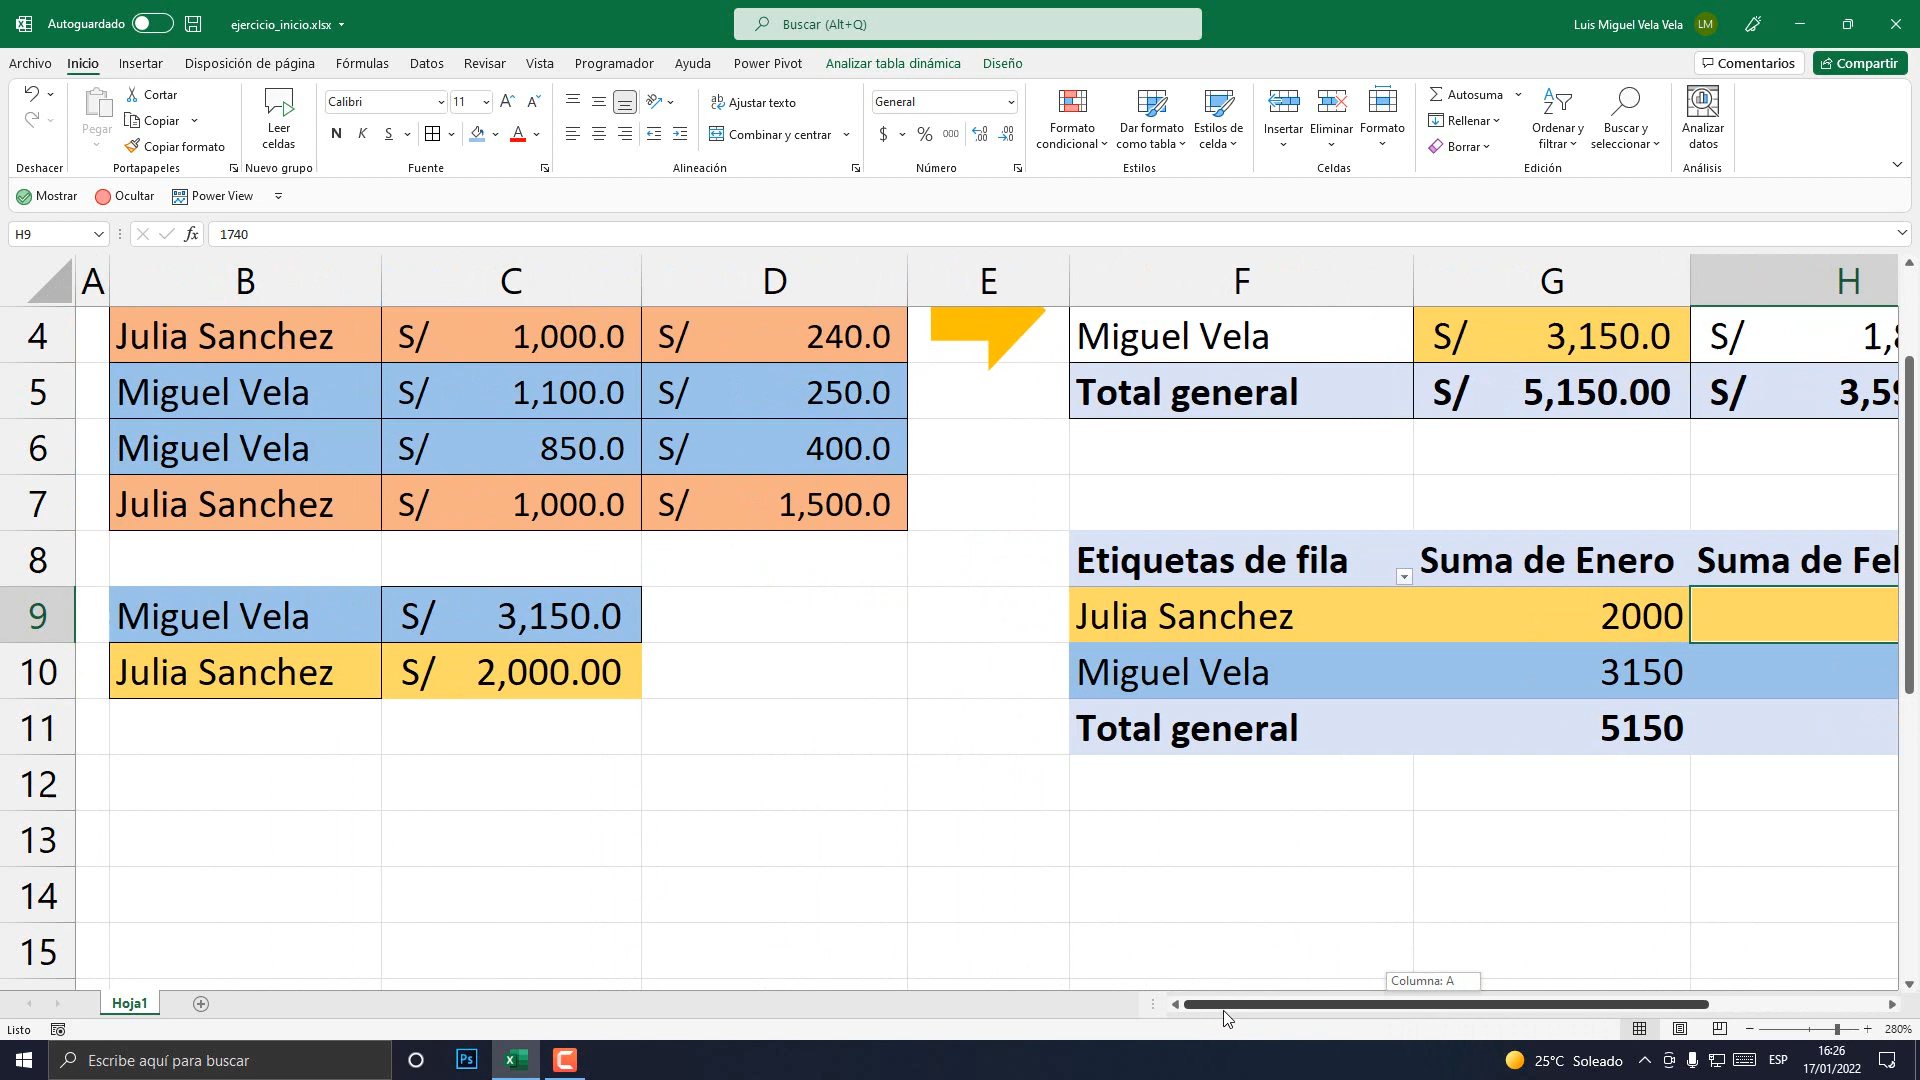 Autoguardado ejercicio_inicio.xlsx Buscar (Alt+Q) Luis Miguel Vela Vela LM
Archivo Inicio Insertar Disposición de página Fórmulas Datos Revisar Vista Programador Ayuda Power Pivot Analizar tabla dinámica Diseño Comentarios Compartir
Pegar Cortar Copiar Copiar formato
Leer celdas
Calibri 11
N K S
Ajustar texto
Combinar y centrar
General
$ % 000
Formato condicional
Dar formato como tabla
Estilos de celda
Insertar Eliminar Formato
Autosuma
Rellenar
Borrar
Ordenar y filtrar
Buscar y seleccionar
Analizar datos
Deshacer Portapapeles Nuevo grupo Fuente Alineación Número Estilos Celdas Edición Análisis
Mostrar Ocultar Power View
H9 fx 1740
A B C D E F G H
4 Julia Sanchez S/ 1,000.0 S/ 240.0 Miguel Vela S/ 3,150.0 S/
5 Miguel Vela S/ 1,100.0 S/ 250.0 Total general S/ 5,150.00 S/
6 Miguel Vela S/ 850.0 S/ 400.0
7 Julia Sanchez S/ 1,000.0 S/ 1,500.0
8 Etiquetas de fila Suma de Enero Suma de
9 Miguel Vela S/ 3,150.0 Julia Sanchez 2000
10 Julia Sanchez S/ 2,000.00 Miguel Vela 3150
11 Total general 5150
12
13
14
15
Columna: A
Hoja1
Listo 280%
Escribe aquí para buscar Ps 25°C Soleado ESP 16:26
17/01/2022